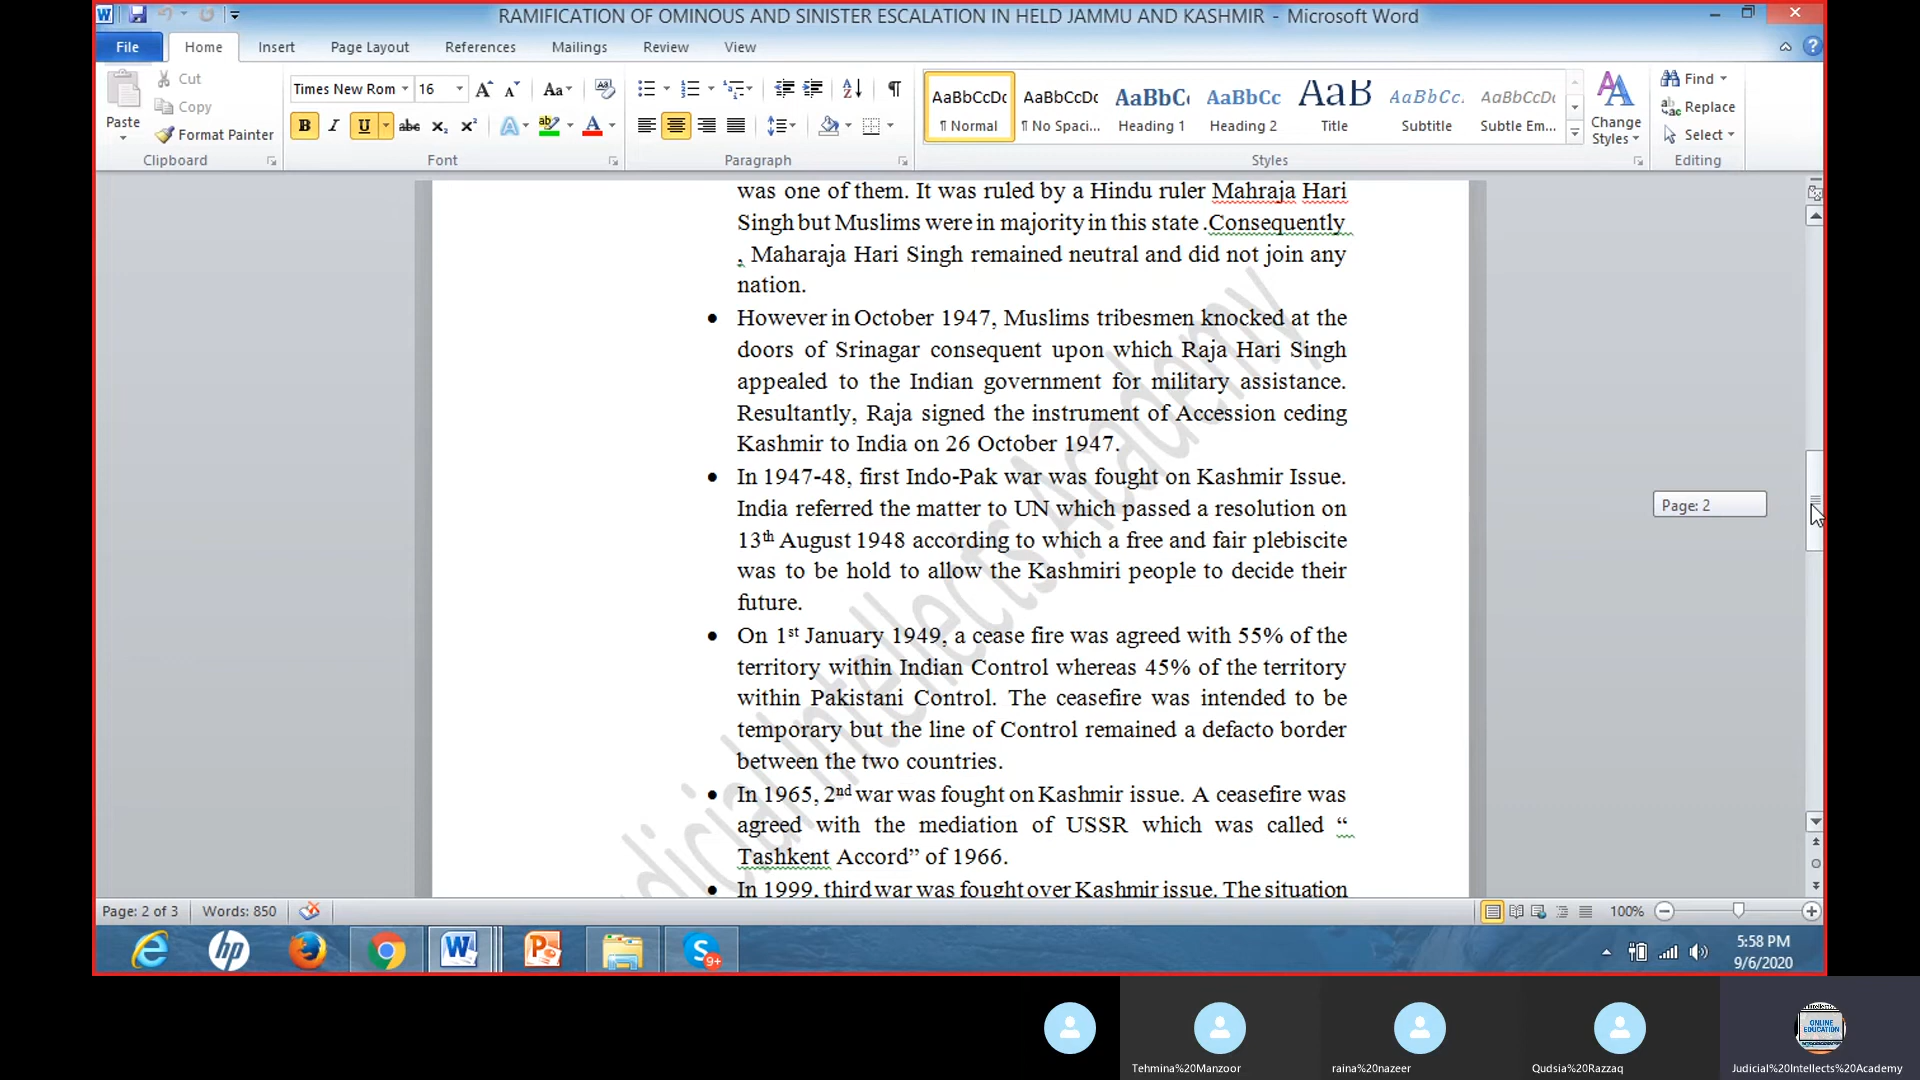 RAMIFICATION OF OMINOUS AND SINISTER ESCALATION IN HELD JAMMU AND KASHMIR - Microsoft Word
File Home Insert Page Layout References Mailings Review View
Paste
Cut
Copy
Format Painter
Clipboard
Times New Rom 16
Aa
B I U abc x₂ x²
Font
Paragraph
AaBbCcDc AaBbCcDc AaBbC( AaBbCc AaB AaBbCc. AaBbCcDc
¶ Normal ¶ No Spaci... Heading 1 Heading 2 Title Subtitle Subtle Em...
Styles
Change
Styles
Find
Replace
Select
Editing
was one of them. It was ruled by a Hindu ruler Mahraja Hari
Singh but Muslims were in majority in this state .Consequently
, Maharaja Hari Singh remained neutral and did not join any
nation.
• However in October 1947, Muslims tribesmen knocked at the
doors of Srinagar consequent upon which Raja Hari Singh
appealed to the Indian government for military assistance.
Resultantly, Raja signed the instrument of Accession ceding
Kashmir to India on 26 October 1947.
• In 1947-48, first Indo-Pak war was fought on Kashmir Issue.
India referred the matter to UN which passed a resolution on
13th August 1948 according to which a free and fair plebiscite
was to be hold to allow the Kashmiri people to decide their
future.
• On 1st January 1949, a cease fire was agreed with 55% of the
territory within Indian Control whereas 45% of the territory
within Pakistani Control. The ceasefire was intended to be
temporary but the line of Control remained a defacto border
between the two countries.
• In 1965, 2nd war was fought on Kashmir issue. A ceasefire was
agreed with the mediation of USSR which was called “
Tashkent Accord” of 1966.
• In 1999, third war was fought over Kashmir issue. The situation
Judicial Intellects Academy
Page: 2
Page: 2 of 3 Words: 850 100%
hp 9+
5:58 PM
9/6/2020
ONLINE
EDUCATION
Tehmina%20Manzoor raina%20nazeer Qudsia%20Razzaq Judicial%20Intellects%20Academy